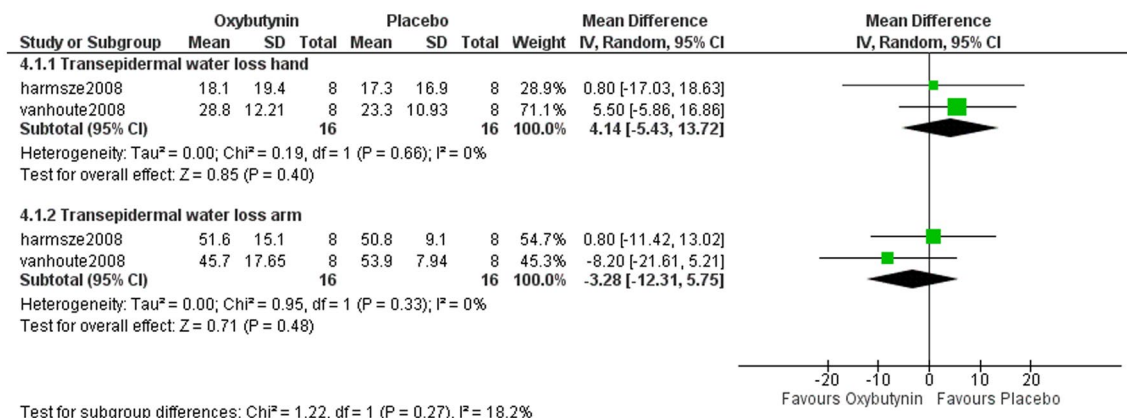 Oxybutynin Placebo Mean Difference Mean Difference
Study or Subgroup Mean SD Total Mean SD Total Weight IV, Random, 95% CI IV, Random, 95% CI
4.1.1 Transepidermal water loss hand
harmsze2008 18.1 19.4 8 17.3 16.9 8 28.9% 0.80 [-17.03, 18.63]
vanhoute2008 28.8 12.21 8 23.3 10.93 8 71.1% 5.50 [-5.86, 16.86]
Subtotal (95% CI) 16 16 100.0% 4.14 [-5.43, 13.72]
Heterogeneity: Tau² = 0.00; Chi² = 0.19, df = 1 (P = 0.66); I² = 0%
Test for overall effect: Z = 0.85 (P = 0.40)
4.1.2 Transepidermal water loss arm
harmsze2008 51.6 15.1 8 50.8 9.1 8 54.7% 0.80 [-11.42, 13.02]
vanhoute2008 45.7 17.65 8 53.9 7.94 8 45.3% -8.20 [-21.61, 5.21]
Subtotal (95% CI) 16 16 100.0% -3.28 [-12.31, 5.75]
Heterogeneity: Tau² = 0.00; Chi² = 0.95, df = 1 (P = 0.33); I² = 0%
Test for overall effect: Z = 0.71 (P = 0.48)
-20 -10 0 10 20
Favours Oxybutynin Favours Placebo
Test for subgroup differences: Chi² = 1.22, df = 1 (P = 0.27), I² = 18.2%